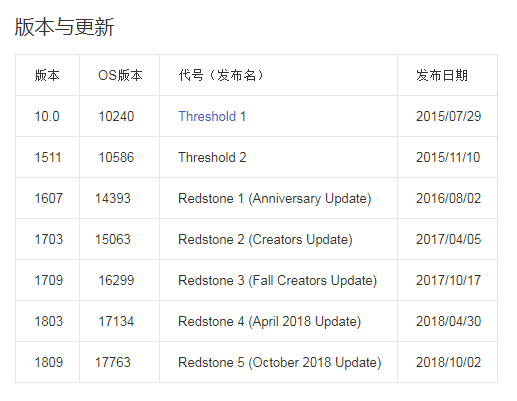 版本与更新
版本 OS版本 代号（发布名） 发布日期
10.0 10240 Threshold 1 2015/07/29
1511 10586 Threshold 2 2015/11/10
1607 14393 Redstone 1 (Anniversary Update) 2016/08/02
1703 15063 Redstone 2 (Creators Update) 2017/04/05
1709 16299 Redstone 3 (Fall Creators Update) 2017/10/17
1803 17134 Redstone 4 (April 2018 Update) 2018/04/30
1809 17763 Redstone 5 (October 2018 Update) 2018/10/02